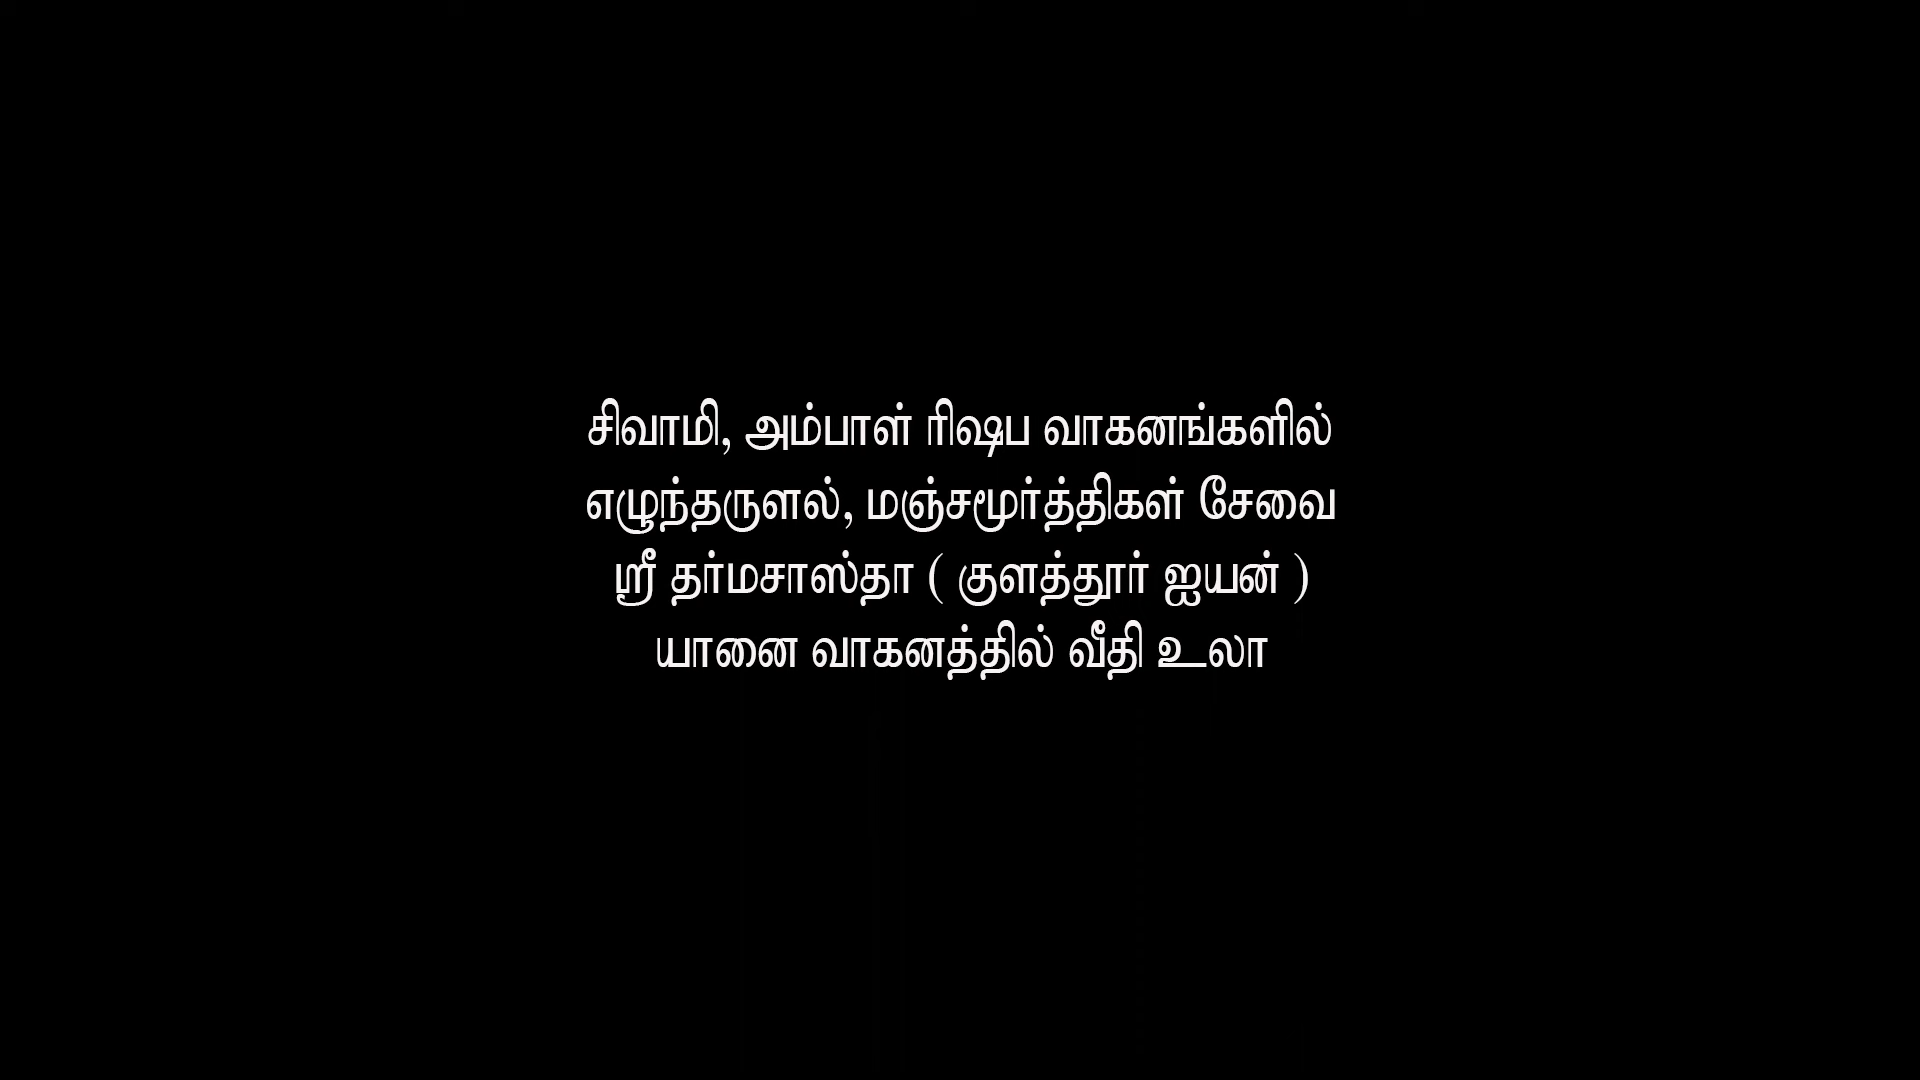 சிவாமி, அம்பாள் ரிஷப வாகனங்களில்
எழுந்தருளல், மஞ்சமூர்த்திகள் சேவை
ஸ்ரீ தர்மசாஸ்தா ( குளத்தூர் ஐயன் )
யானை வாகனத்தில் வீதி உலா